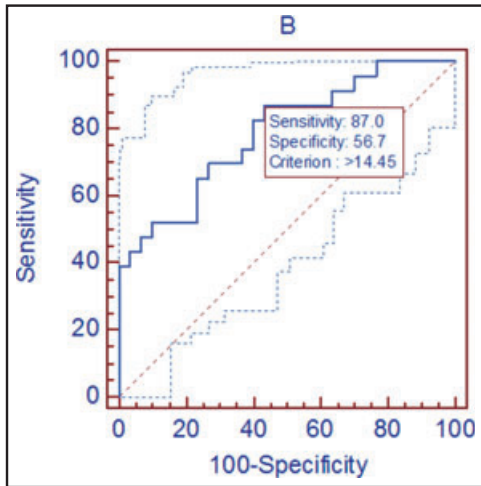 B
100
80
60
40
20
0
Sensitivity
Sensitivity: 87.0
Specificity: 56.7
Criterion : >14.45
0 20 40 60 80 100
100-Specificity